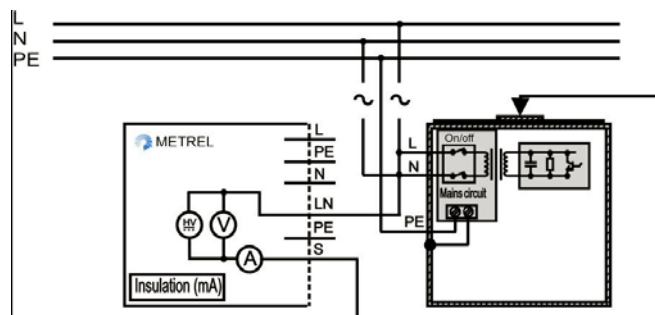 L
N
PE
METREL
L
PE
N
LN
PE
S
HV
V
A
Insulation (mA)
On/off
L
N
Mains circuit
PE